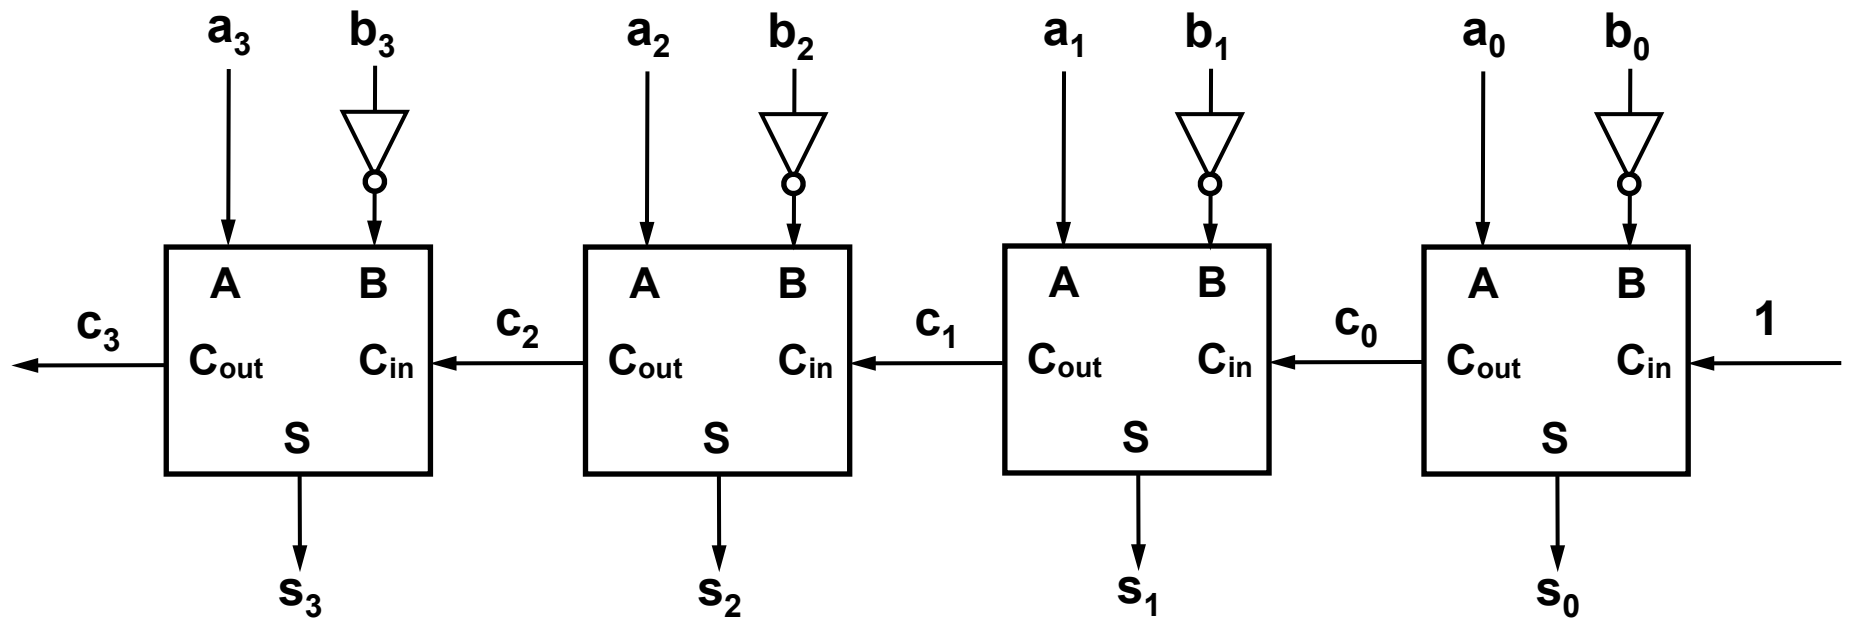 a3 b3 a2 b2 a1 b1 a0 b0
A B A B A B A B
c3 c2 c1 c0 1
Cout Cin Cout Cin Cout Cin Cout Cin
S S S S
s3 s2 s1 s0